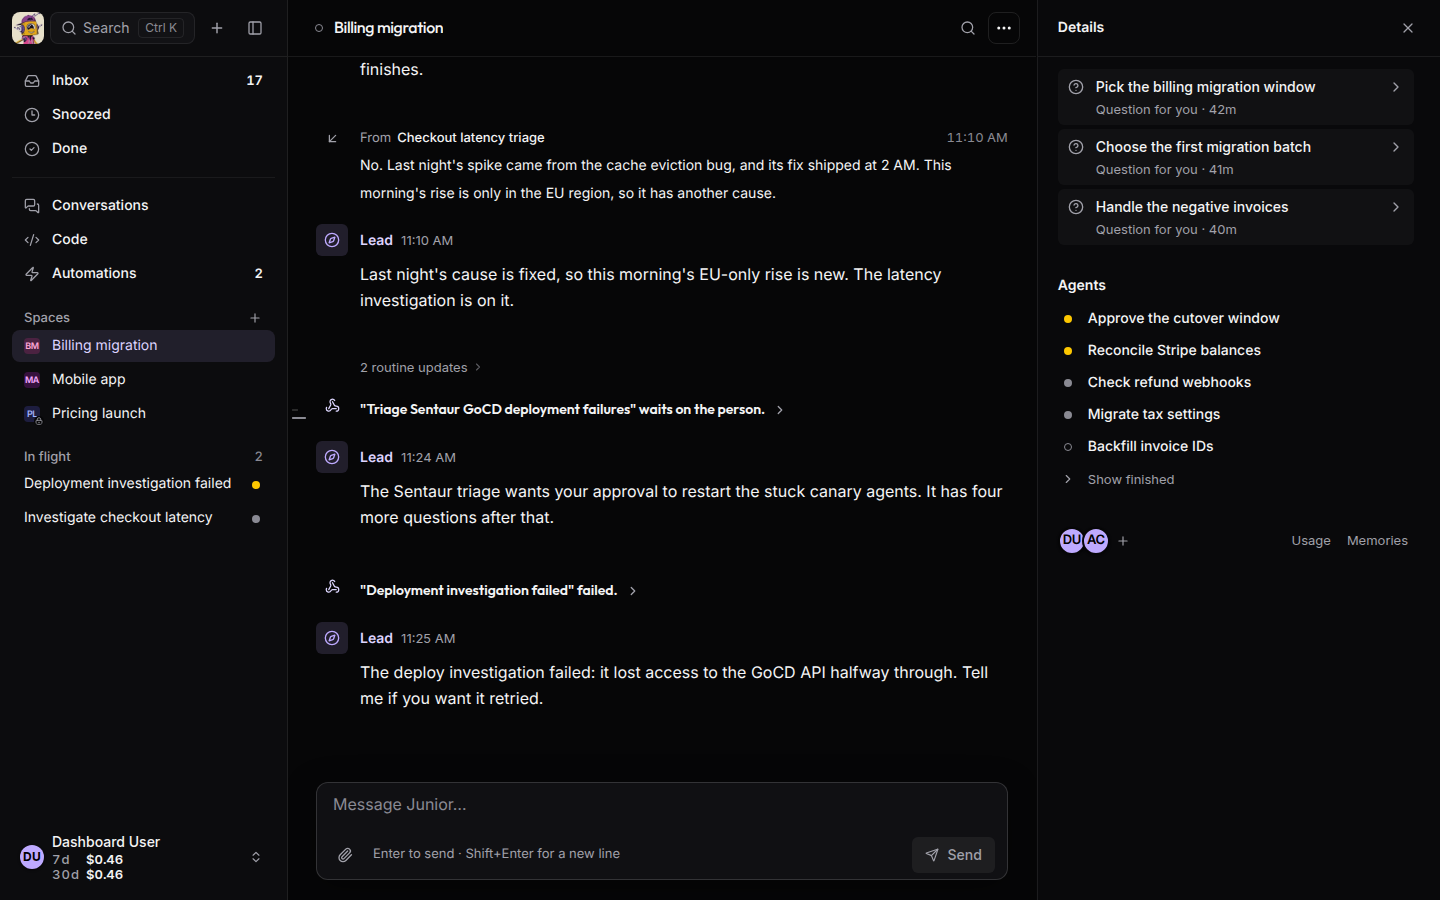 Search Ctrl K
Inbox 17
Snoozed
Done
Conversations
Code
Automations 2
Spaces
BM Billing migration
MA Mobile app
PL Pricing launch
In flight 2
Deployment investigation failed
Investigate checkout latency
DU Dashboard User
7d $0.46
30d $0.46
Billing migration
finishes.
From Checkout latency triage 11:10 AM
No. Last night's spike came from the cache eviction bug, and its fix shipped at 2 AM. This
morning's rise is only in the EU region, so it has another cause.
Lead 11:10 AM
Last night's cause is fixed, so this morning's EU-only rise is new. The latency
investigation is on it.
2 routine updates
"Triage Sentaur GoCD deployment failures" waits on the person.
Lead 11:24 AM
The Sentaur triage wants your approval to restart the stuck canary agents. It has four
more questions after that.
"Deployment investigation failed" failed.
Lead 11:25 AM
The deploy investigation failed: it lost access to the GoCD API halfway through. Tell
me if you want it retried.
Message Junior...
Enter to send · Shift+Enter for a new line
Send
Details
Pick the billing migration window
Question for you · 42m
Choose the first migration batch
Question for you · 41m
Handle the negative invoices
Question for you · 40m
Agents
Approve the cutover window
Reconcile Stripe balances
Check refund webhooks
Migrate tax settings
Backfill invoice IDs
Show finished
DU AC Usage Memories